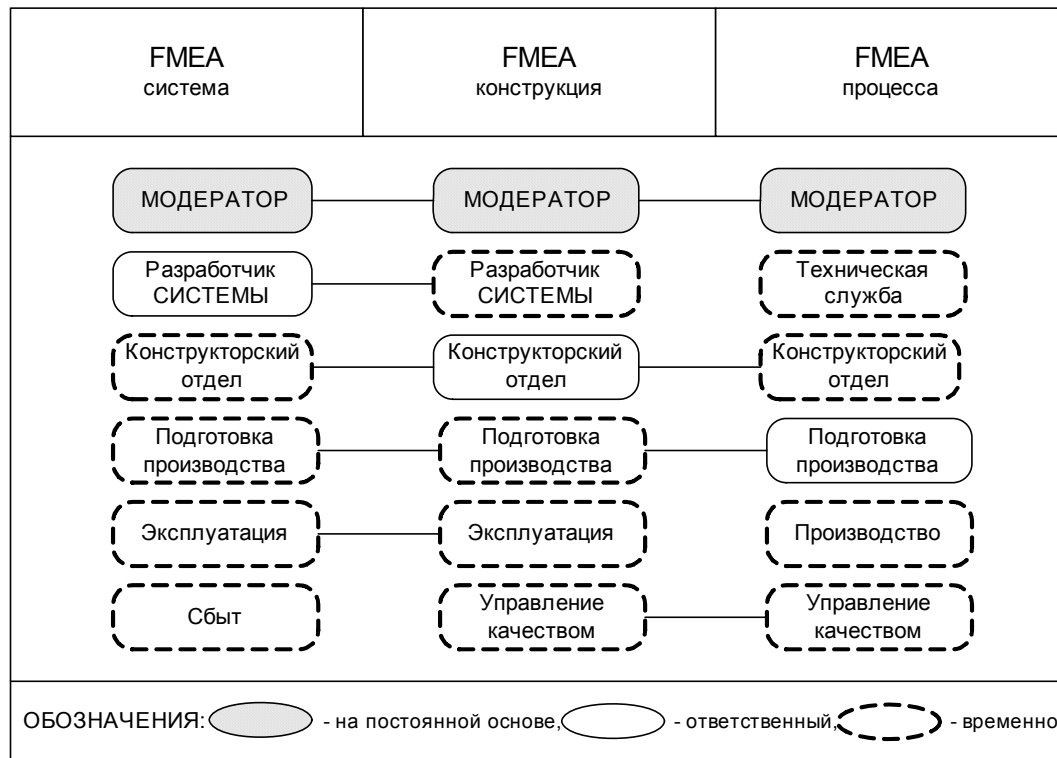 FMEA
система
FMEA
конструкция
FMEA
процесса
МОДЕРАТОР
МОДЕРАТОР
МОДЕРАТОР
Разработчик
СИСТЕМЫ
Разработчик
СИСТЕМЫ
Техническая
служба
Конструкторский
отдел
Конструкторский
отдел
Конструкторский
отдел
Подготовка
производства
Подготовка
производства
Подготовка
производства
Эксплуатация
Эксплуатация
Производство
Сбыт
Управление
качеством
Управление
качеством
ОБОЗНАЧЕНИЯ: - на постоянной основе, - ответственный, - временно